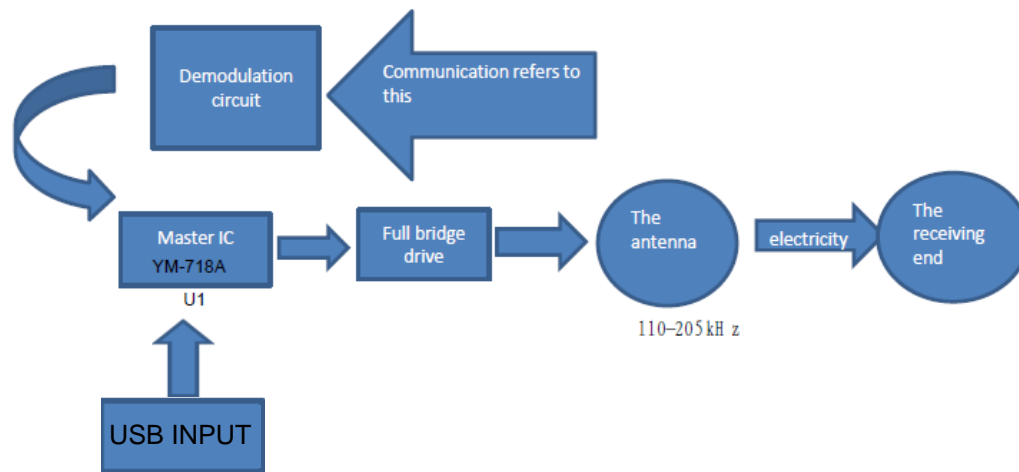 Demodulation
circuit
Communication refers to
this
Master IC
YM-718A
U1
Full bridge
drive
The
antenna
110-205kH z
electricity
The
receiving
end
USB INPUT